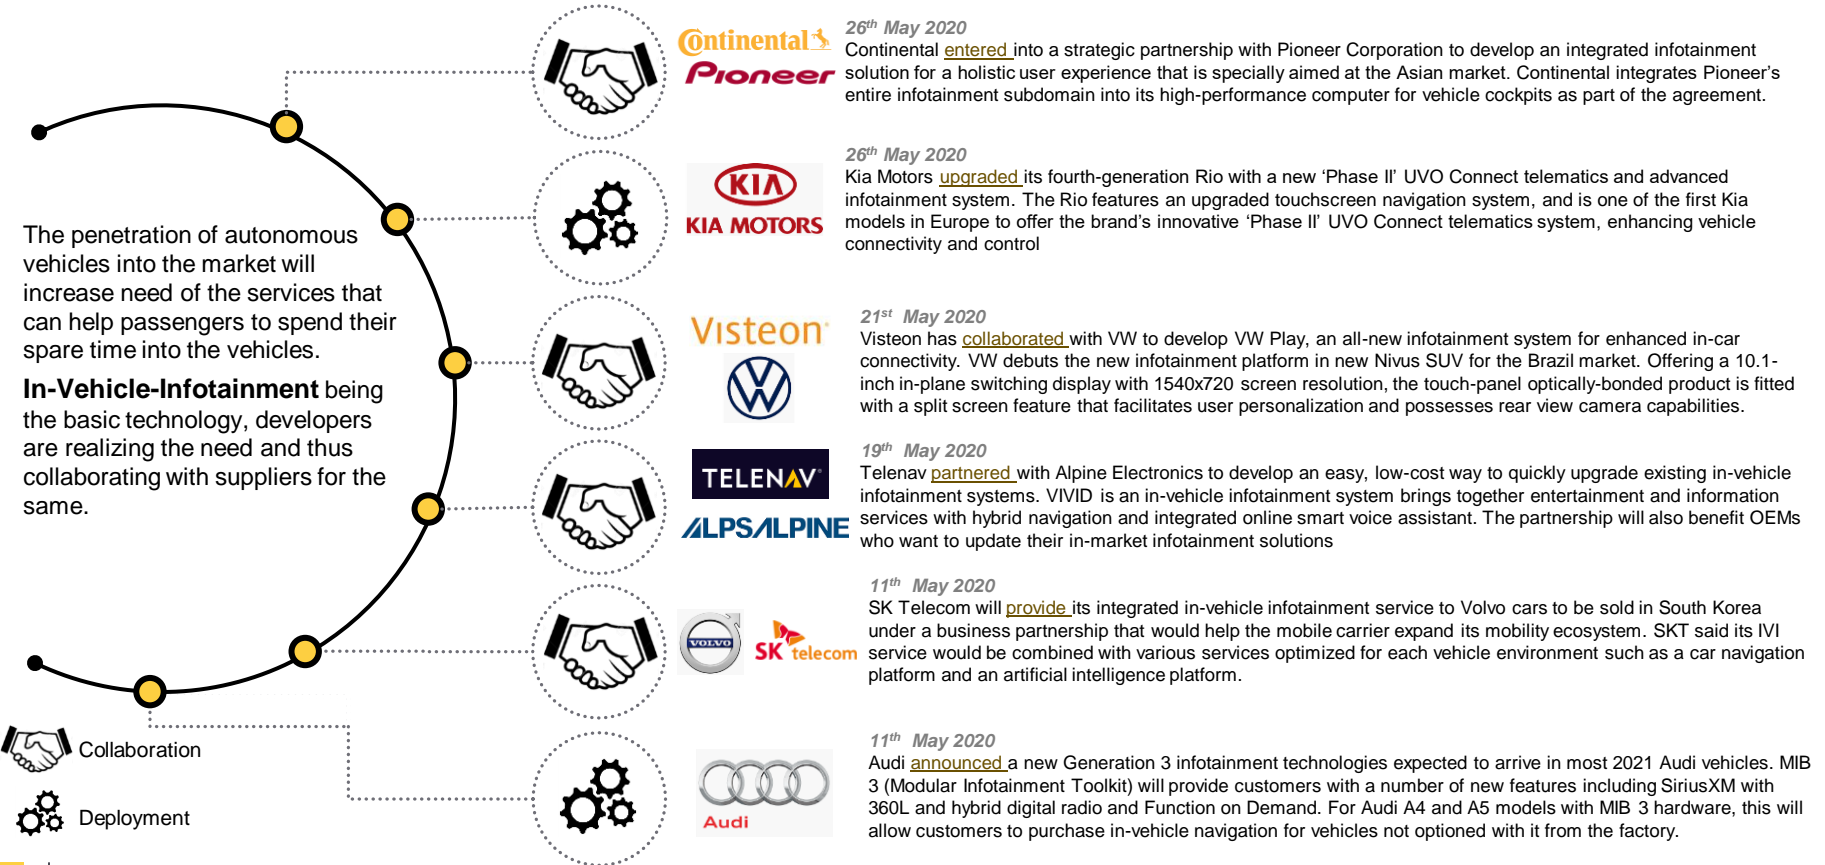 The penetration of autonomous
vehicles into the market will
increase need of the services that
can help passengers to spend their
spare time into the vehicles.
In-Vehicle-Infotainment being
the basic technology, developers
are realizing the need and thus
collaborating with suppliers for the
same.
Collaboration
Deployment
Continental
Pioneer
26th May 2020
Continental entered into a strategic partnership with Pioneer Corporation to develop an integrated infotainment
solution for a holistic user experience that is specially aimed at the Asian market. Continental integrates Pioneer's
entire infotainment subdomain into its high-performance computer for vehicle cockpits as part of the agreement.
KIA
KIA MOTORS
26th May 2020
Kia Motors upgraded its fourth-generation Rio with a new ‘Phase II’ UVO Connect telematics and advanced
infotainment system. The Rio features an upgraded touchscreen navigation system, and is one of the first Kia
models in Europe to offer the brand’s innovative ‘Phase II’ UVO Connect telematics system, enhancing vehicle
connectivity and control
Visteon
21st May 2020
Visteon has collaborated with VW to develop VW Play, an all-new infotainment system for enhanced in-car
connectivity. VW debuts the new infotainment platform in new Nivus SUV for the Brazil market. Offering a 10.1-
inch in-plane switching display with 1540x720 screen resolution, the touch-panel optically-bonded product is fitted
with a split screen feature that facilitates user personalization and possesses rear view camera capabilities.
TELENAV
ALPSALPINE
19th May 2020
Telenav partnered with Alpine Electronics to develop an easy, low-cost way to quickly upgrade existing in-vehicle
infotainment systems. VIVID is an in-vehicle infotainment system brings together entertainment and information
services with hybrid navigation and integrated online smart voice assistant. The partnership will also benefit OEMs
who want to update their in-market infotainment solutions
VOLVO
SK telecom
11th May 2020
SK Telecom will provide its integrated in-vehicle infotainment service to Volvo cars to be sold in South Korea
under a business partnership that would help the mobile carrier expand its mobility ecosystem. SKT said its IVI
service would be combined with various services optimized for each vehicle environment such as a car navigation
platform and an artificial intelligence platform.
Audi
11th May 2020
Audi announced a new Generation 3 infotainment technologies expected to arrive in most 2021 Audi vehicles. MIB
3 (Modular Infotainment Toolkit) will provide customers with a number of new features including SiriusXM with
360L and hybrid digital radio and Function on Demand. For Audi A4 and A5 models with MIB 3 hardware, this will
allow customers to purchase in-vehicle navigation for vehicles not optioned with it from the factory.